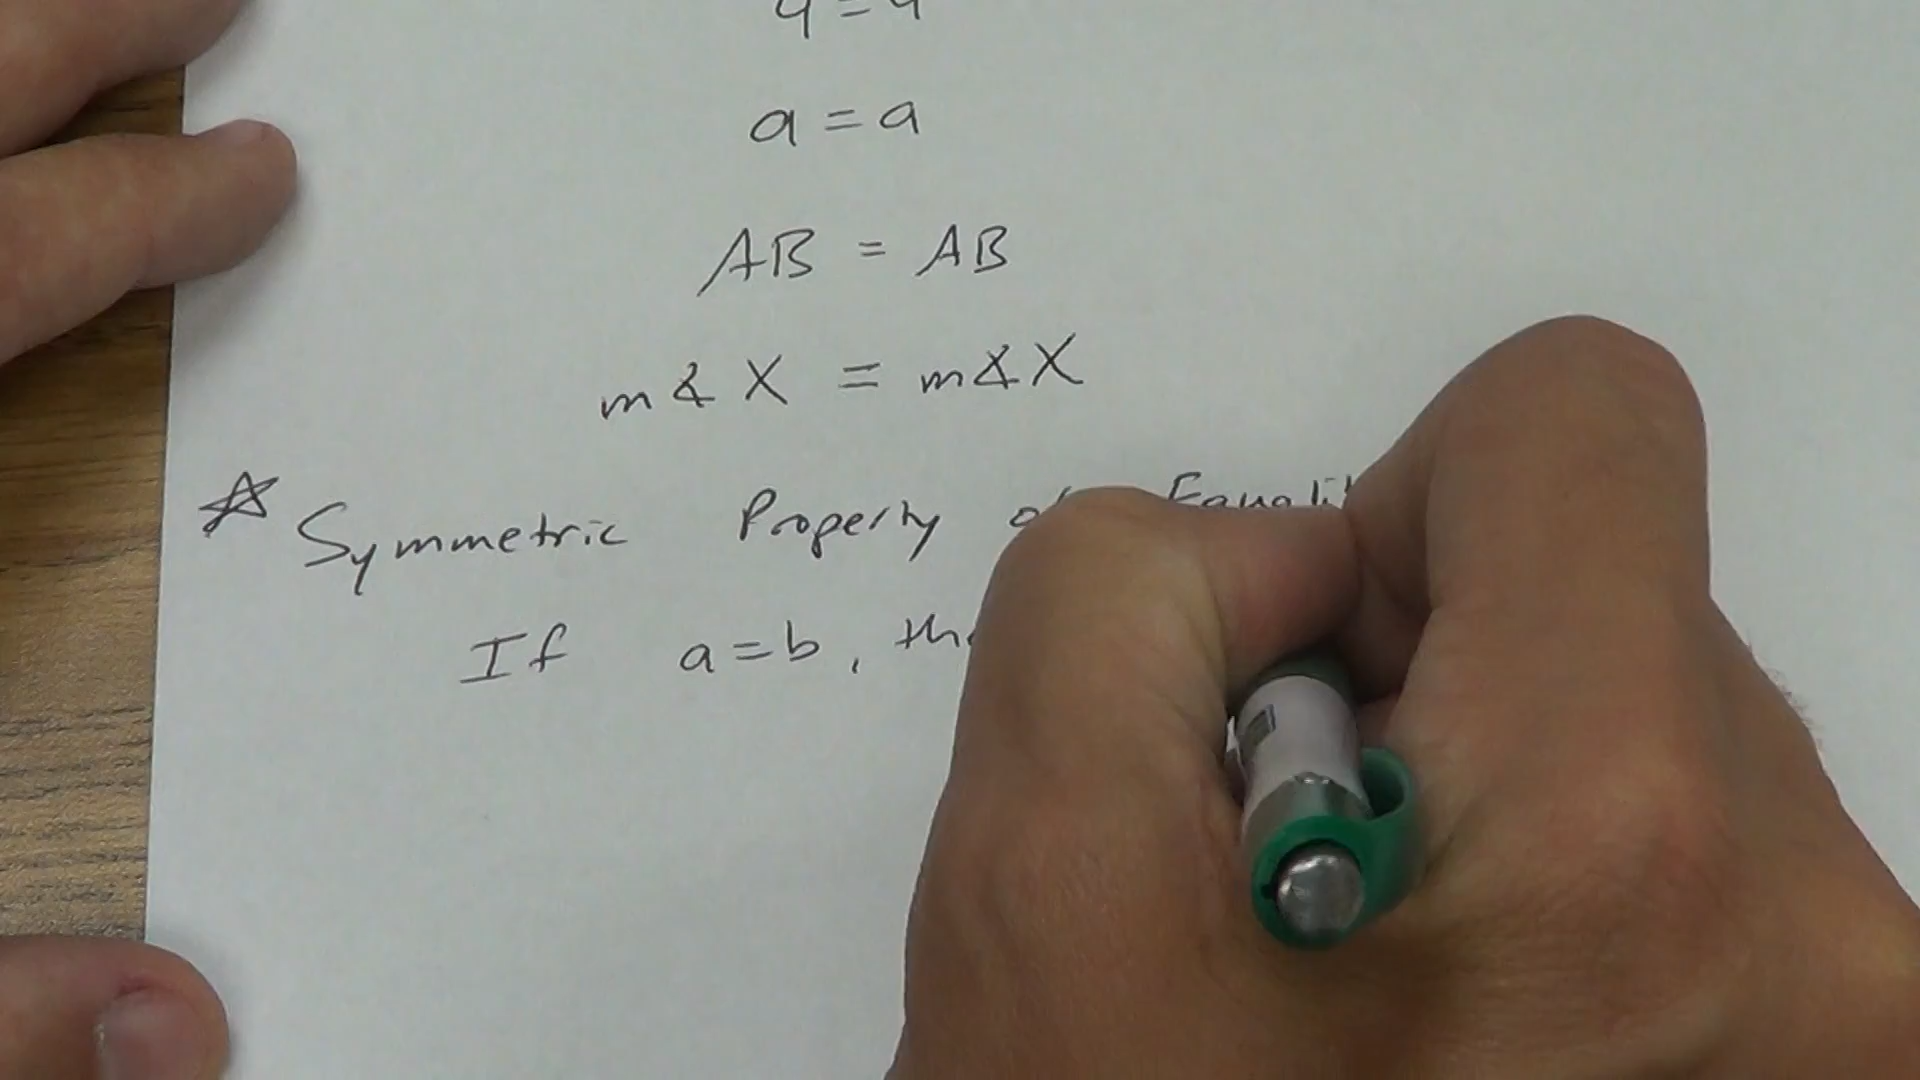 a = a
AB = AB
m∡X = m∡X
☆ Symmetric Property
If a=b,